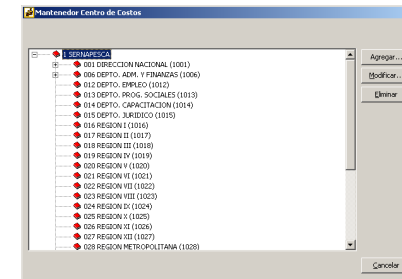 Mantenedor Centro de Costos
1 SERNAPESCA
001 DIRECCION NACIONAL (1001)
006 DEPTO. ADM. Y FINANZAS (1006)
012 DEPTO. EMPLEO (1012)
013 DEPTO. PROG. SOCIALES (1013)
014 DEPTO. CAPACITACION (1014)
015 DEPTO. JURIDICO (1015)
016 REGION I (1016)
017 REGION II (1017)
018 REGION III (1018)
019 REGION IV (1019)
020 REGION V (1020)
021 REGION VI (1021)
022 REGION VII (1022)
023 REGION VIII (1023)
024 REGION IX (1024)
025 REGION X (1025)
026 REGION XI (1026)
027 REGION XII (1027)
028 REGION METROPOLITANA (1028)
Agregar...
Modificar..
Eliminar
Cancelar